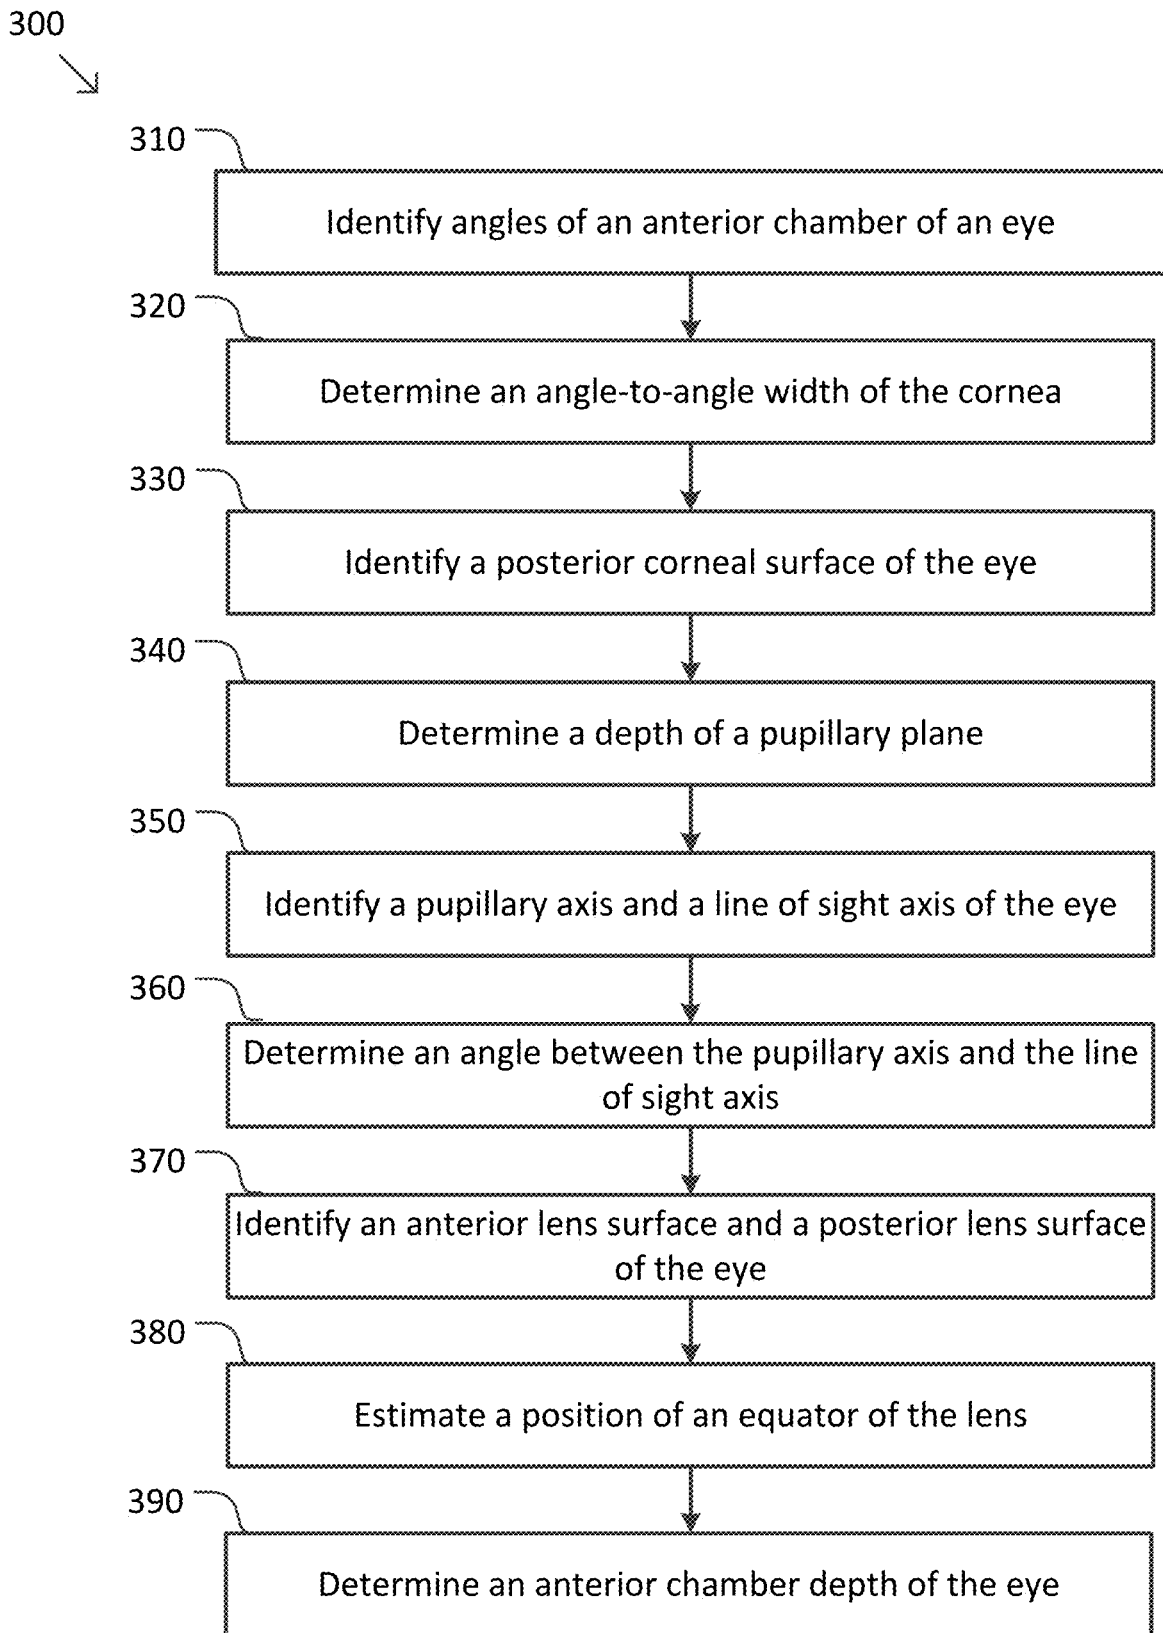 300
310
Identify angles of an anterior chamber of an eye
320
Determine an angle-to-angle width of the cornea
330
Identify a posterior corneal surface of the eye
340
Determine a depth of a pupillary plane
350
Identify a pupillary axis and a line of sight axis of the eye
360
Determine an angle between the pupillary axis and the line
of sight axis
370
Identify an anterior lens surface and a posterior lens surface
of the eye
380
Estimate a position of an equator of the lens
390
Determine an anterior chamber depth of the eye